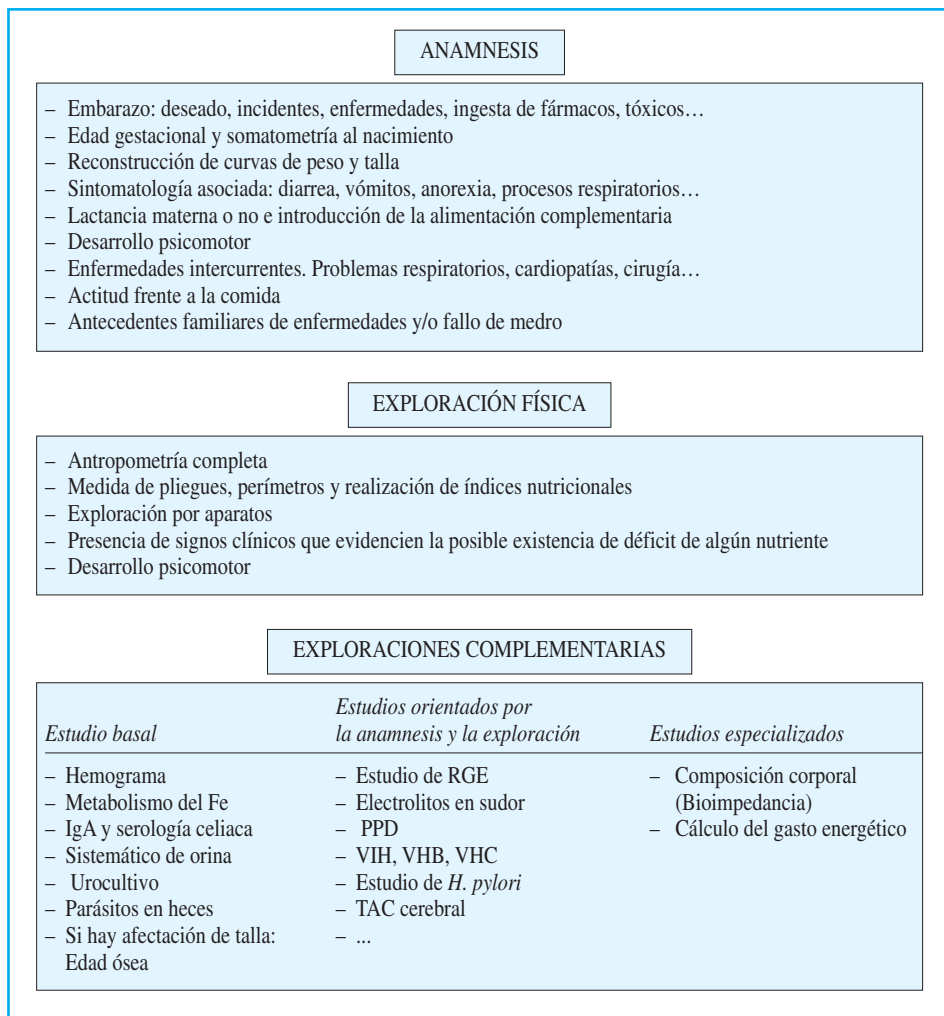 ANAMNESIS
– Embarazo: deseado, incidentes, enfermedades, ingesta de fármacos, tóxicos…
– Edad gestacional y somatometría al nacimiento
– Reconstrucción de curvas de peso y talla
– Sintomatología asociada: diarrea, vómitos, anorexia, procesos respiratorios…
– Lactancia materna o no e introducción de la alimentación complementaria
– Desarrollo psicomotor
– Enfermedades intercurrentes. Problemas respiratorios, cardiopatías, cirugía…
– Actitud frente a la comida
– Antecedentes familiares de enfermedades y/o fallo de medro
EXPLORACIÓN FÍSICA
– Antropometría completa
– Medida de pliegues, perímetros y realización de índices nutricionales
– Exploración por aparatos
– Presencia de signos clínicos que evidencien la posible existencia de déficit de algún nutriente
– Desarrollo psicomotor
EXPLORACIONES COMPLEMENTARIAS
Estudio basal
– Hemograma
– Metabolismo del Fe
– IgA y serología celiaca
– Sistemático de orina
– Urocultivo
– Parásitos en heces
– Si hay afectación de talla:
Edad ósea
Estudios orientados por
la anamnesis y la exploración
– Estudio de RGE
– Electrolitos en sudor
– PPD
– VIH, VHB, VHC
– Estudio de H. pylori
– TAC cerebral
– ...
Estudios especializados
– Composición corporal
(Bioimpedancia)
– Cálculo del gasto energético